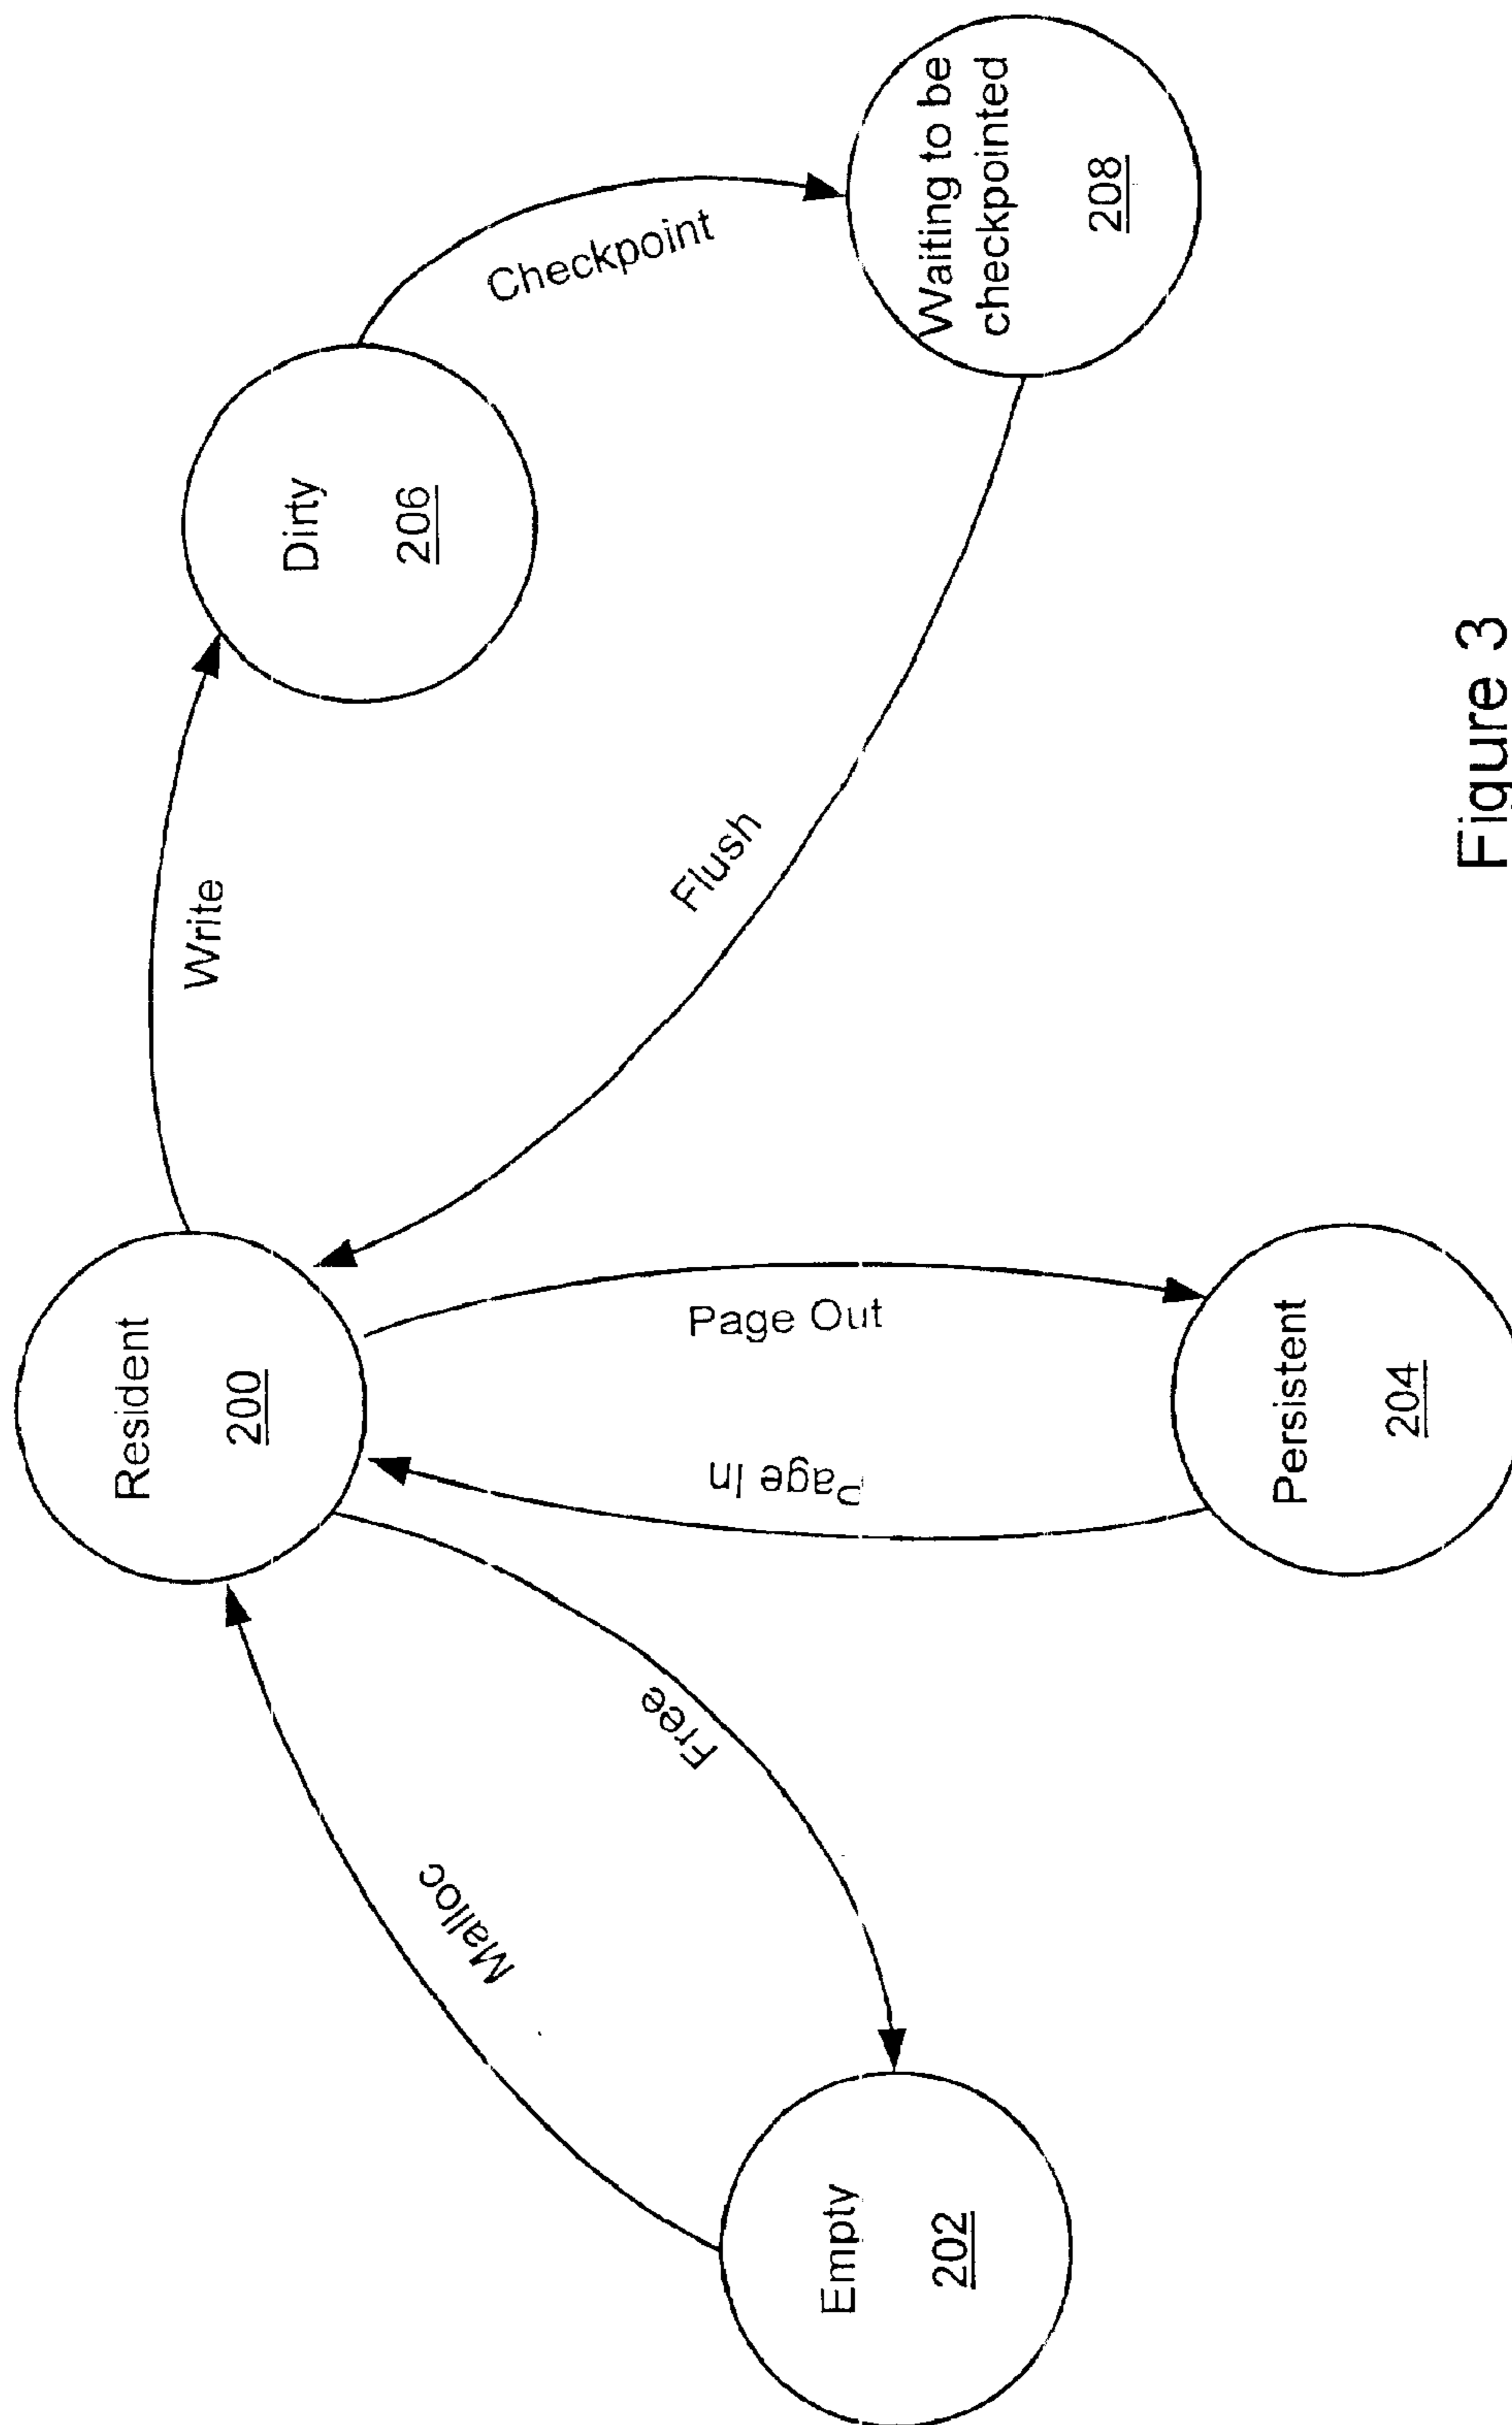 Resident
200
Write
Dirty
206
Checkpoint
Waiting to be
checkpointed
208
Flush
Malloc
Free
Page In
Page Out
Empty
202
Persistent
204
Figure 3